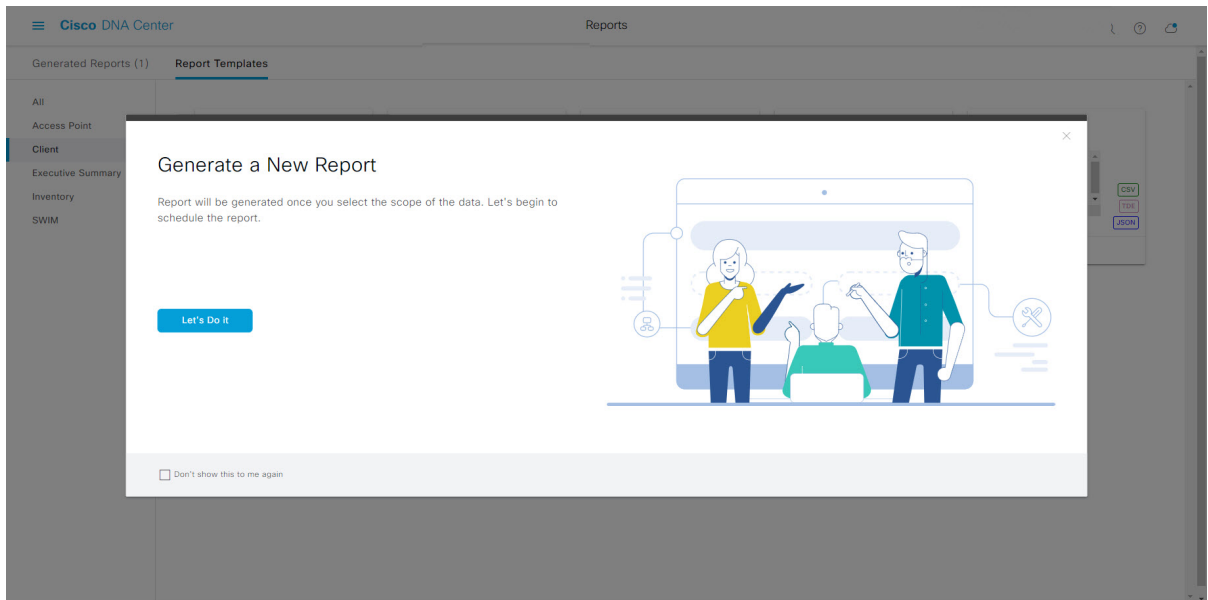 Cisco DNA Center
Reports
Generated Reports (1)
Report Templates
All
Access Point
Client
Executive Summary
Inventory
SWIM
Generate a New Report
Report will be generated once you select the scope of the data. Let's begin to
schedule the report.
Let's Do it
Don't show this to me again
CSV
TDE
JSON